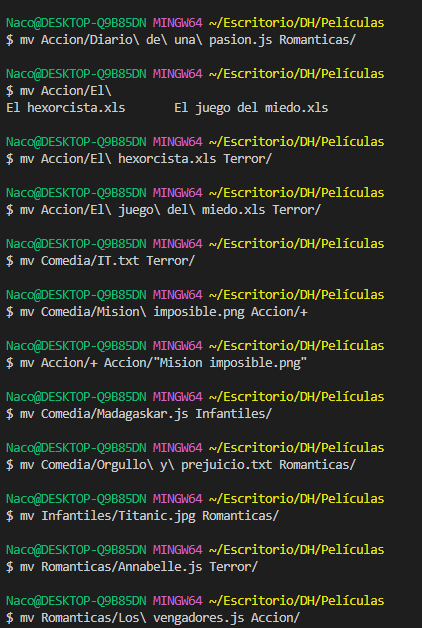 Naco@DESKTOP-Q9B85DN MINGW64 ~/Escritorio/DH/Películas
$ mv Accion/Diario\ de\ una\ pasion.js Romanticas/
Naco@DESKTOP-Q9B85DN MINGW64 ~/Escritorio/DH/Películas
$ mv Accion/El\
El hexorcista.xls       El juego del miedo.xls
Naco@DESKTOP-Q9B85DN MINGW64 ~/Escritorio/DH/Películas
$ mv Accion/El\ hexorcista.xls Terror/
Naco@DESKTOP-Q9B85DN MINGW64 ~/Escritorio/DH/Películas
$ mv Accion/El\ juego\ del\ miedo.xls Terror/
Naco@DESKTOP-Q9B85DN MINGW64 ~/Escritorio/DH/Películas
$ mv Comedia/IT.txt Terror/
Naco@DESKTOP-Q9B85DN MINGW64 ~/Escritorio/DH/Películas
$ mv Comedia/Mision\ imposible.png Accion/+
Naco@DESKTOP-Q9B85DN MINGW64 ~/Escritorio/DH/Películas
$ mv Accion/+ Accion/"Mision imposible.png"
Naco@DESKTOP-Q9B85DN MINGW64 ~/Escritorio/DH/Películas
$ mv Comedia/Madagaskar.js Infantiles/
Naco@DESKTOP-Q9B85DN MINGW64 ~/Escritorio/DH/Películas
$ mv Comedia/Orgullo\ y\ prejuicio.txt Romanticas/
Naco@DESKTOP-Q9B85DN MINGW64 ~/Escritorio/DH/Películas
$ mv Infantiles/Titanic.jpg Romanticas/
Naco@DESKTOP-Q9B85DN MINGW64 ~/Escritorio/DH/Películas
$ mv Romanticas/Annabelle.js Terror/
Naco@DESKTOP-Q9B85DN MINGW64 ~/Escritorio/DH/Películas
$ mv Romanticas/Los\ vengadores.js Accion/